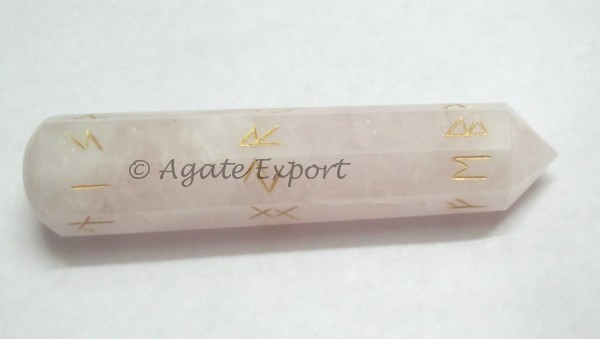 ᛊ ᚱ ᛒ
© Agate Export
ᛁ ᛖ
ᚾ ᚠ